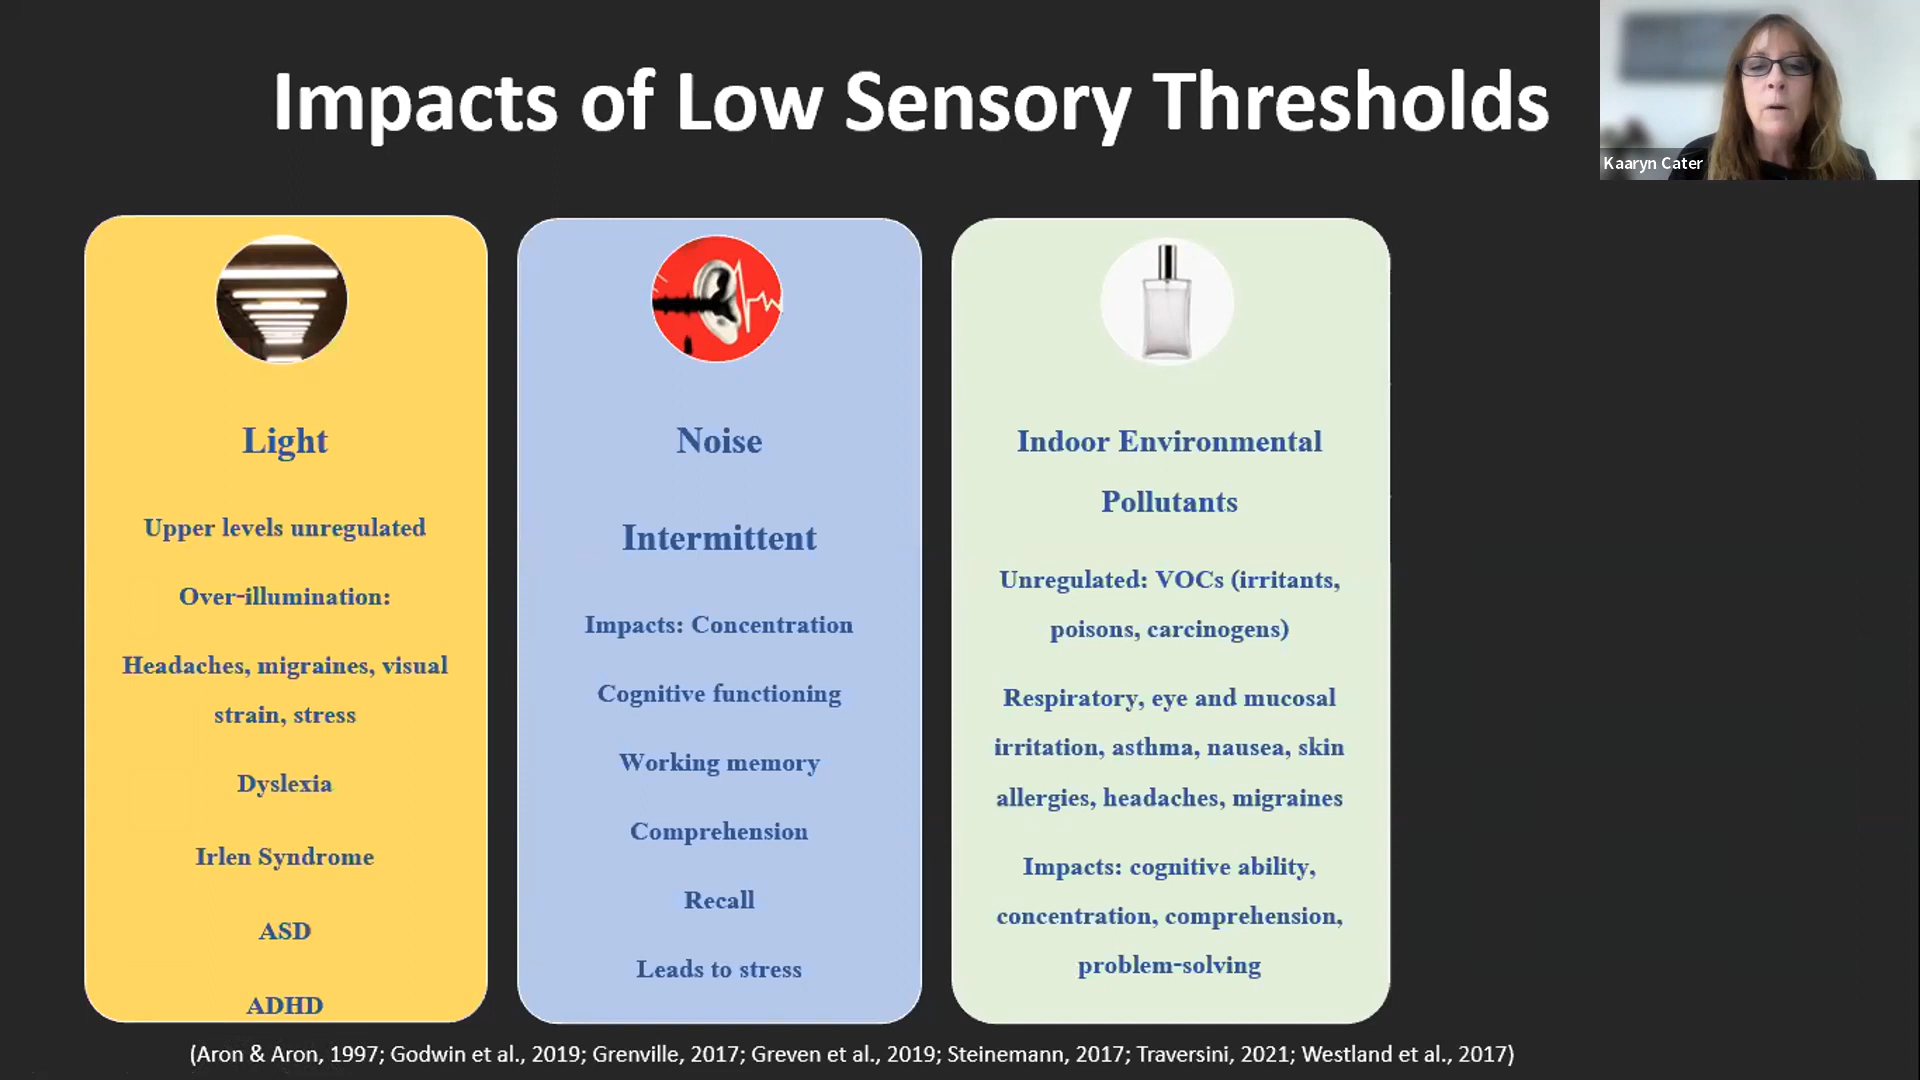 Impacts of Low Sensory Thresholds
Kaaryn Cater
Light
Upper levels unregulated
Over-illumination:
Headaches, migraines, visual
strain, stress
Dyslexia
Irlen Syndrome
ASD
ADHD
Noise
Intermittent
Impacts: Concentration
Cognitive functioning
Working memory
Comprehension
Recall
Leads to stress
Indoor Environmental
Pollutants
Unregulated: VOCs (irritants,
poisons, carcinogens)
Respiratory, eye and mucosal
irritation, asthma, nausea, skin
allergies, headaches, migraines
Impacts: cognitive ability,
concentration, comprehension,
problem-solving
(Aron & Aron, 1997; Godwin et al., 2019; Grenville, 2017; Greven et al., 2019; Steinemann, 2017; Traversini, 2021; Westland et al., 2017)